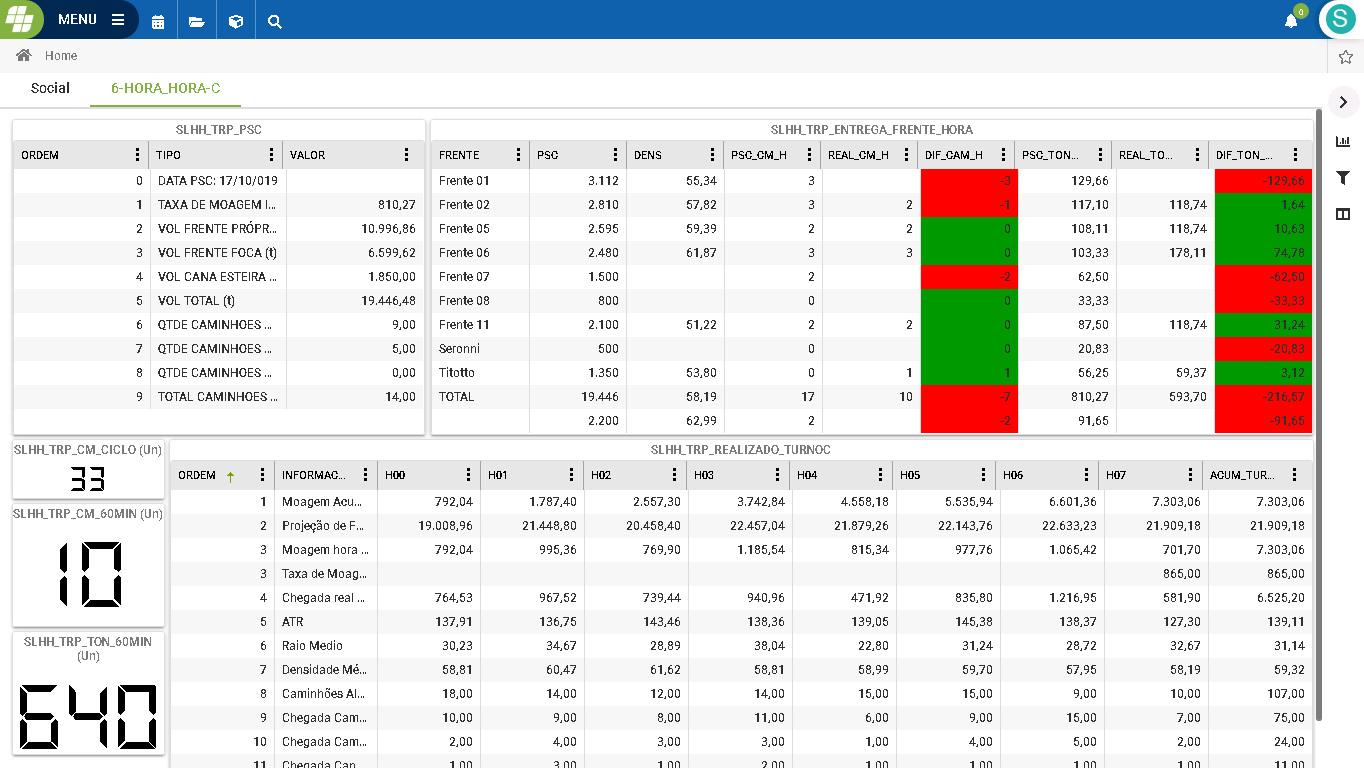 MENU
0
S
Home
Social 6-HORA_HORA-C
SLHH_TRP_PSC
ORDEM TIPO VALOR
0 DATA PSC: 17/10/019
1 TAXA DE MOAGEM I... 810,27
2 VOL FRENTE PRÓPR... 10.996,86
3 VOL FRENTE FOCA (t) 6.599,62
4 VOL CANA ESTEIRA ... 1.850,00
5 VOL TOTAL (t) 19.446,48
6 QTDE CAMINHOES ... 9,00
7 QTDE CAMINHOES ... 5,00
8 QTDE CAMINHOES ... 0,00
9 TOTAL CAMINHOES ... 14,00
SLHH_TRP_ENTREGA_FRENTE_HORA
FRENTE PSC DENS PSC_CM_H REAL_CM_H DIF_CAM_H PSC_TON... REAL_TO... DIF_TON_...
Frente 01 3.112 55,34 3 -3 129,66 -129,66
Frente 02 2.810 57,82 3 2 -1 117,10 118,74 1,64
Frente 05 2.595 59,39 2 2 0 108,11 118,74 10,63
Frente 06 2.480 61,87 3 3 0 103,33 178,11 74,78
Frente 07 1.500 2 -2 62,50 -62,50
Frente 08 800 0 0 33,33 -33,33
Frente 11 2.100 51,22 2 2 0 87,50 118,74 31,24
Seronni 500 0 0 20,83 -20,83
Titotto 1.350 53,80 0 1 1 56,25 59,37 3,12
TOTAL 19.446 58,19 17 10 -7 810,27 593,70 -216,57
2.200 62,99 2 -2 91,65 -91,65
SLHH_TRP_CM_CICLO (Un)
33
SLHH_TRP_CM_60MIN (Un)
10
SLHH_TRP_TON_60MIN
(Un)
640
SLHH_TRP_REALIZADO_TURNOC
ORDEM INFORMAC... H00 H01 H02 H03 H04 H05 H06 H07 ACUM_TUR...
1 Moagem Acu... 792,04 1.787,40 2.557,30 3.742,84 4.558,18 5.535,94 6.601,36 7.303,06 7.303,06
2 Projeção de F... 19.008,96 21.448,80 20.458,40 22.457,04 21.879,26 22.143,76 22.633,23 21.909,18 21.909,18
3 Moagem hora ... 792,04 995,36 769,90 1.185,54 815,34 977,76 1.065,42 701,70 7.303,06
3 Taxa de Moag... 865,00 865,00
4 Chegada real ... 764,53 967,52 739,44 940,96 471,92 835,80 1.216,95 581,90 6.525,20
5 ATR 137,91 136,75 143,46 138,36 139,05 145,38 138,37 127,30 139,11
6 Raio Medio 30,23 34,67 28,89 38,04 22,80 31,24 28,72 32,67 31,14
7 Densidade Mé... 58,81 60,47 61,62 58,81 58,99 59,70 57,95 58,19 59,32
8 Caminhões Al... 18,00 14,00 12,00 14,00 15,00 15,00 9,00 10,00 107,00
9 Chegada Cam... 10,00 9,00 8,00 11,00 6,00 9,00 15,00 7,00 75,00
10 Chegada Cam... 2,00 4,00 3,00 3,00 1,00 4,00 5,00 2,00 24,00
11 Chegada Can... 1,00 3,00 1,00 2,00 1,00 1,00 1,00 1,00 11,00